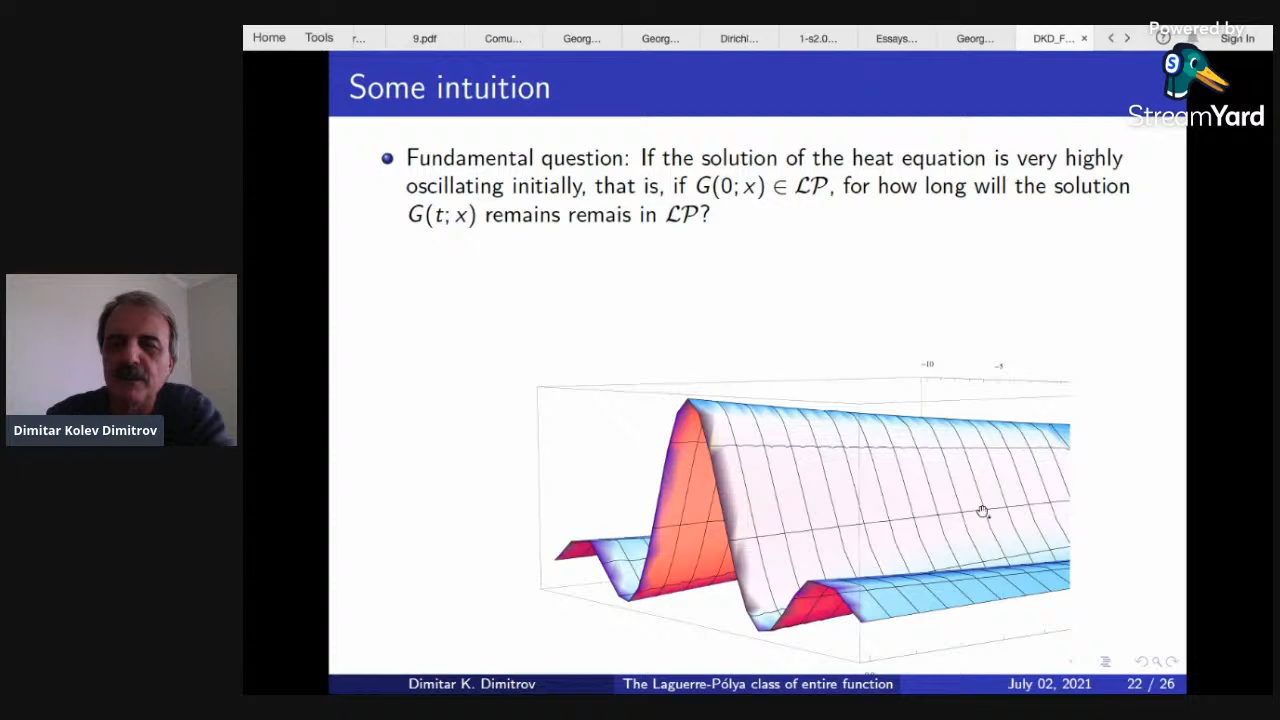 Home Tools r... 9.pdf Comu... Georg... Georg... Dirichl... 1-s2.0... Essays... Georg... DKD_F... × Sign In
Powered by
StreamYard
Some intuition
Fundamental question: If the solution of the heat equation is very highly
oscillating initially, that is, if G(0; x) ∈ ℒ𝒫, for how long will the solution
G(t; x) remains remais in ℒ𝒫?
-10 -5
Dimitar Kolev Dimitrov
Dimitar K. Dimitrov The Laguerre-Pólya class of entire function July 02, 2021 22 / 26